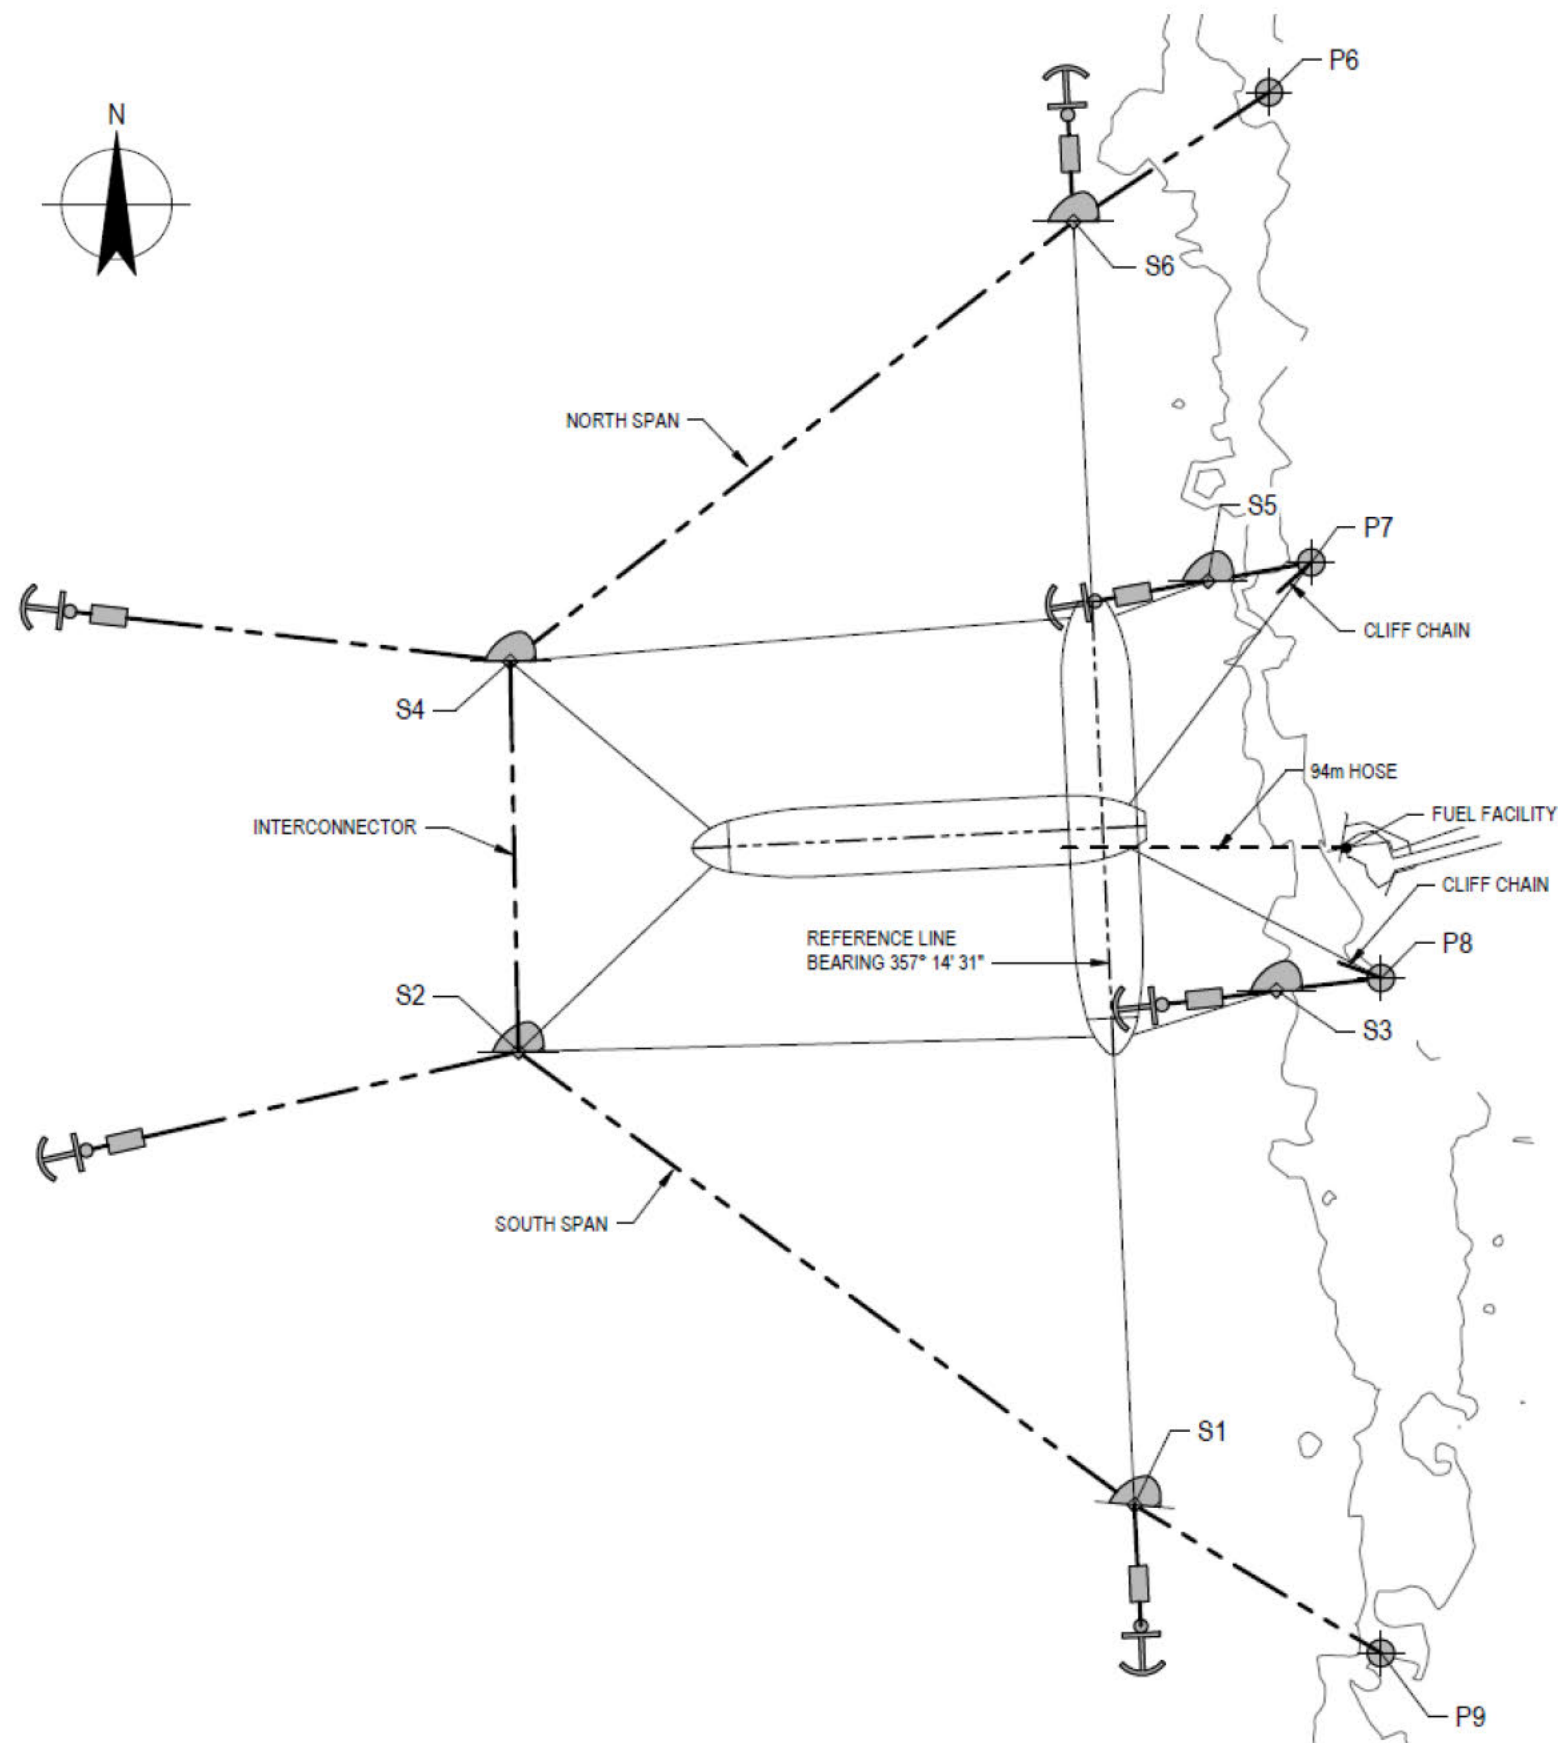 P6
N
S6
NORTH SPAN
S5
P7
CLIFF CHAIN
S4
94m HOSE
FUEL FACILITY
INTERCONNECTOR
CLIFF CHAIN
REFERENCE LINE
BEARING 357° 14' 31"
P8
S2
S3
SOUTH SPAN
S1
P9